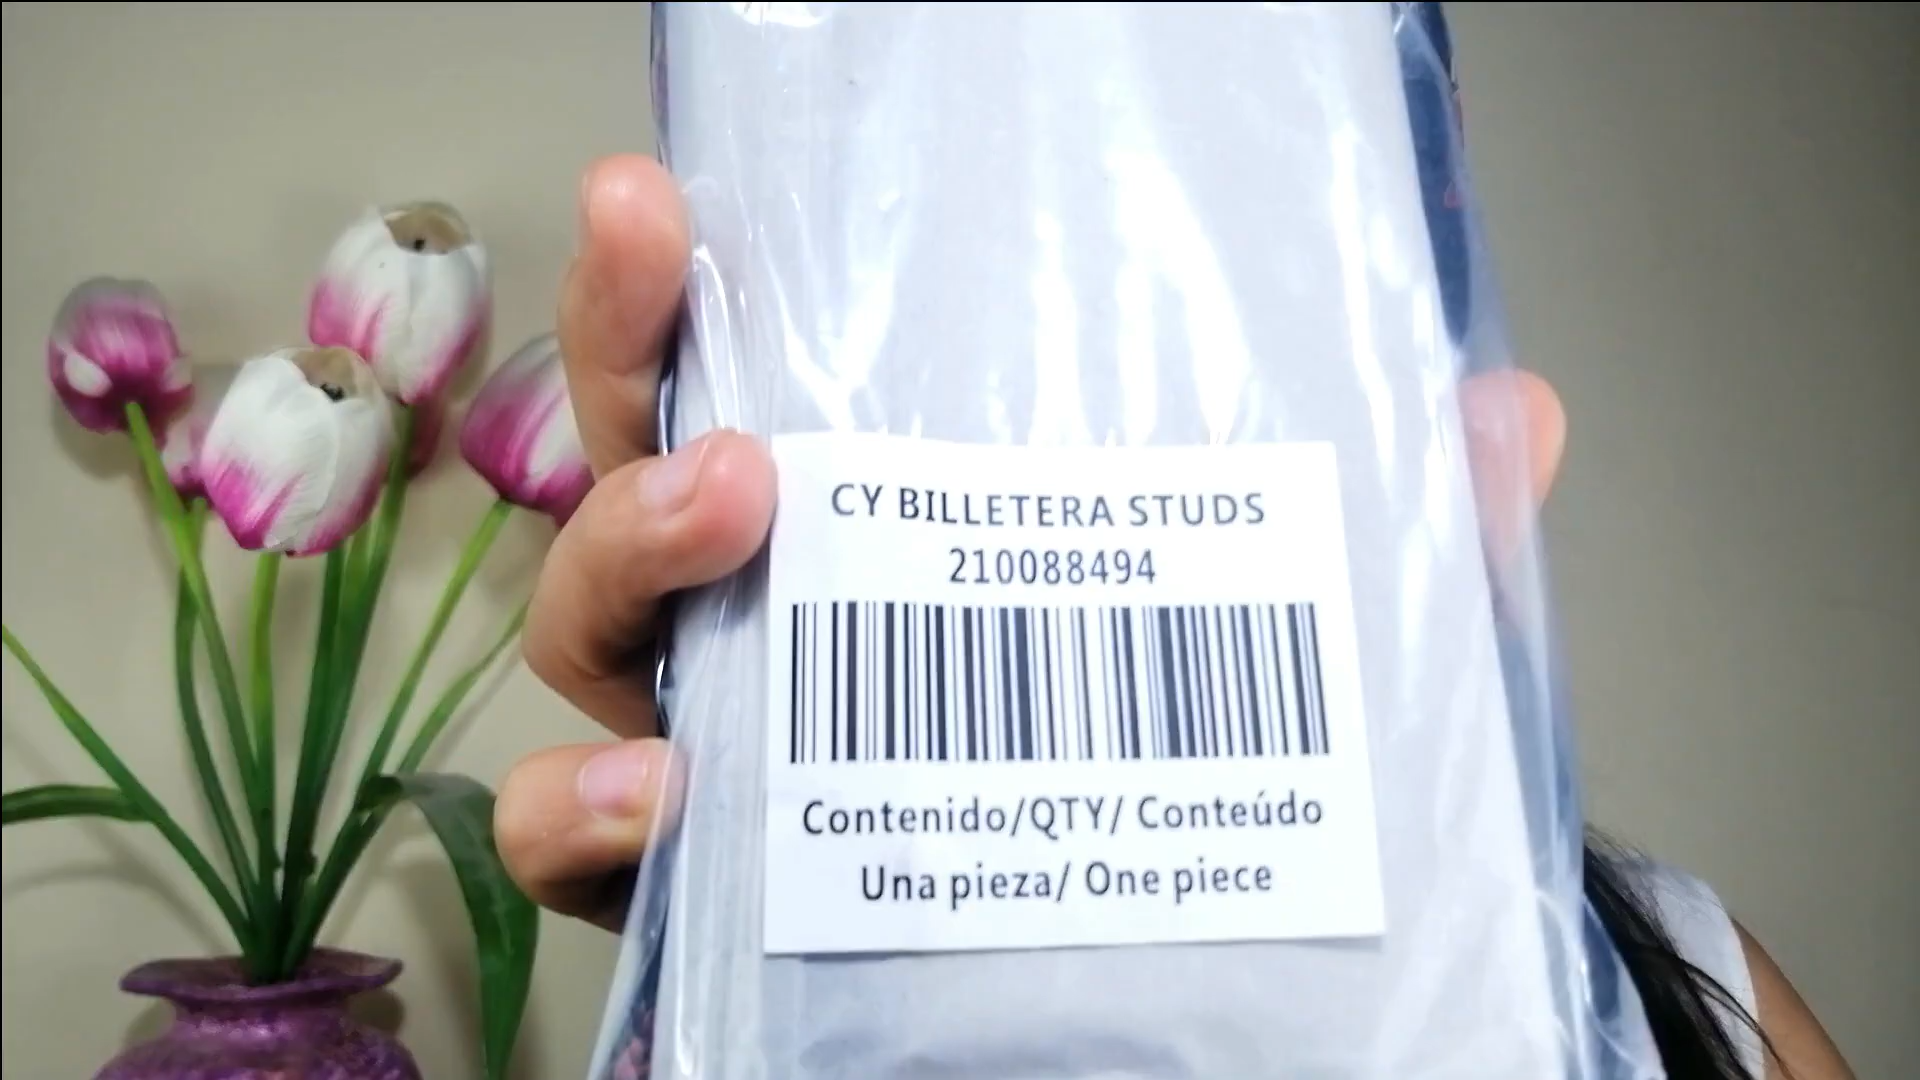 CY BILLETERA STUDS
210088494
Contenido/QTY/ Conteúdo
Una pieza/ One piece